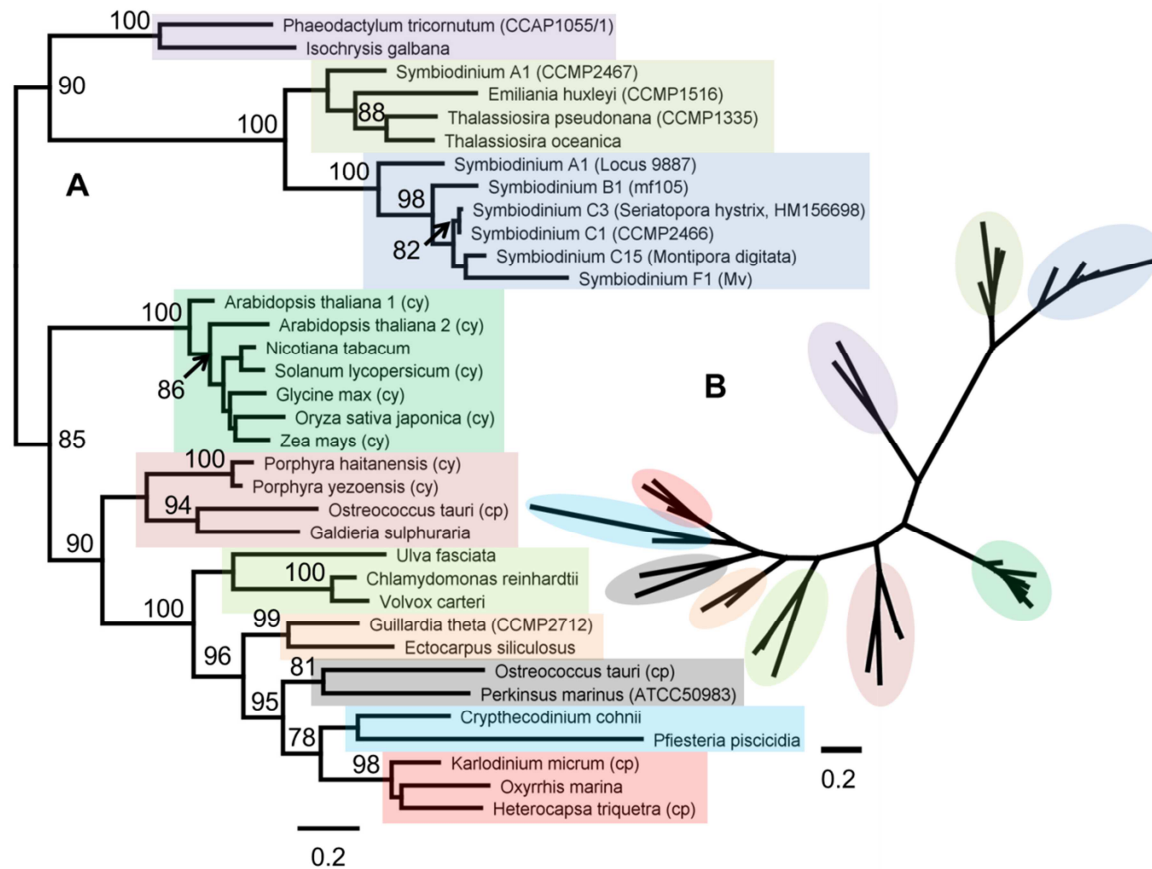 100
Phaeodactylum tricornutum (CCAP1055/1)
Isochrysis galbana
90
Symbiodinium A1 (CCMP2467)
Emiliania huxleyi (CCMP1516)
88
Thalassiosira pseudonana (CCMP1335)
100
Thalassiosira oceanica
A
100
Symbiodinium A1 (Locus 9887)
98
Symbiodinium B1 (mf105)
Symbiodinium C3 (Seriatopora hystrix, HM156698)
Symbiodinium C1 (CCMP2466)
82
Symbiodinium C15 (Montipora digitata)
Symbiodinium F1 (Mv)
100
Arabidopsis thaliana 1 (cy)
Arabidopsis thaliana 2 (cy)
Nicotiana tabacum
86
Solanum lycopersicum (cy)
Glycine max (cy)
Oryza sativa japonica (cy)
85
Zea mays (cy)
100
Porphyra haitanensis (cy)
Porphyra yezoensis (cy)
94
Ostreococcus tauri (cp)
Galdieria sulphuraria
90
Ulva fasciata
100
Chlamydomonas reinhardtii
Volvox carteri
100
99
Guillardia theta (CCMP2712)
Ectocarpus siliculosus
96
81
Ostreococcus tauri (cp)
Perkinsus marinus (ATCC50983)
95
Crypthecodinium cohnii
78
Pfiesteria piscicidia
98
Karlodinium micrum (cp)
Oxyrrhis marina
Heterocapsa triquetra (cp)
0.2
B
0.2